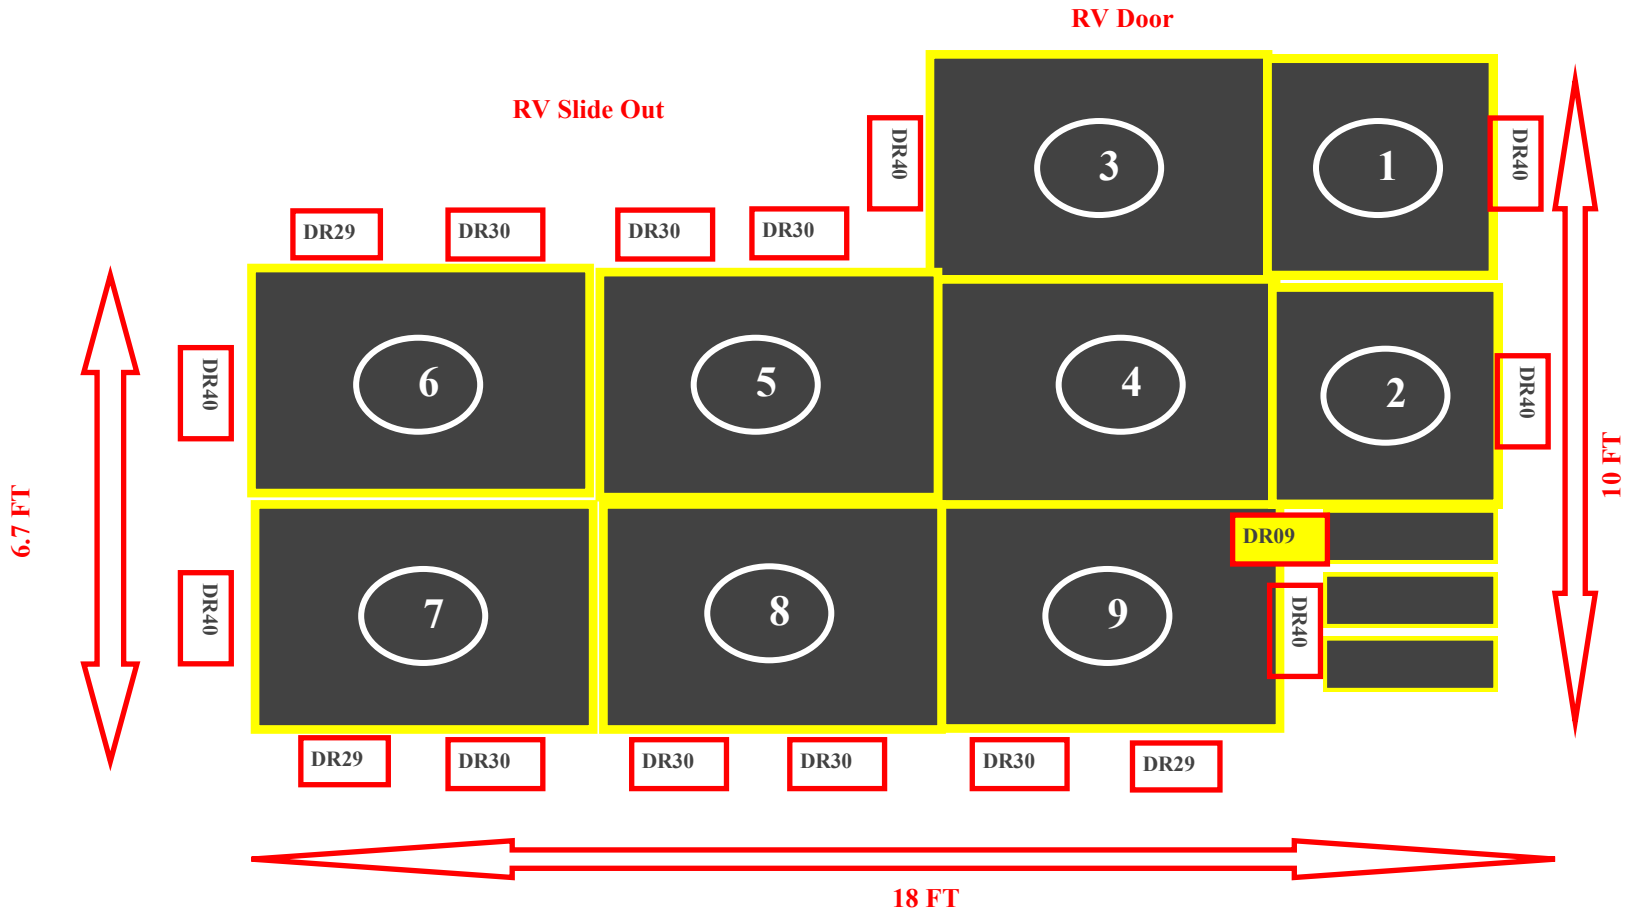 RV Door
RV Slide Out
DR40
3
1
DR40
DR29
DR30
DR30
DR30
DR40
6
5
4
2
DR40
6.7 FT
10 FT
DR09
DR40
7
8
9
DR40
DR29
DR30
DR30
DR30
DR30
DR29
18 FT